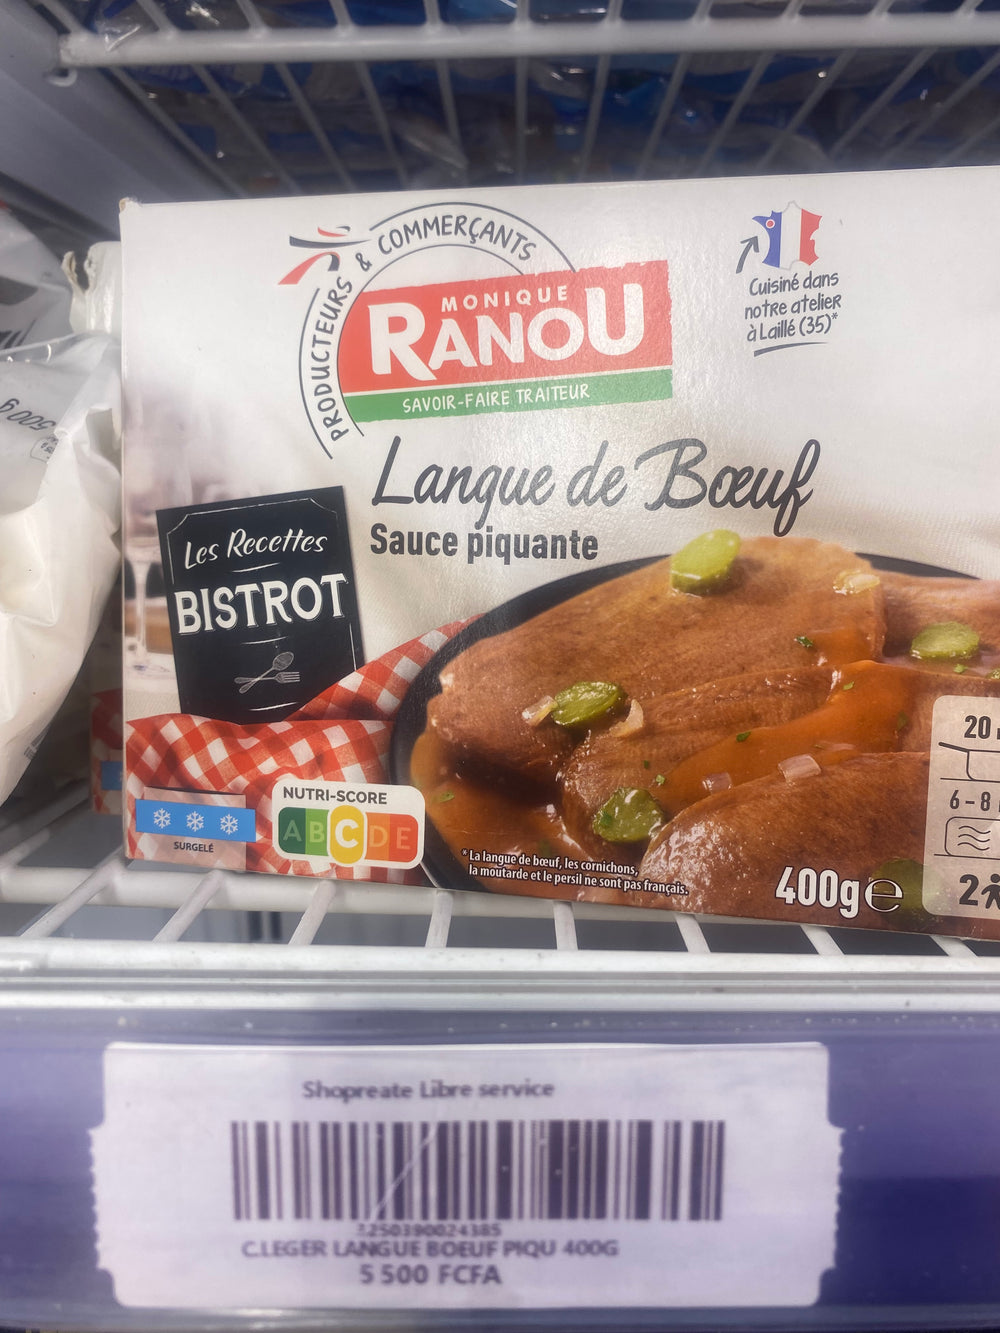 PRODUCTEURS & COMMERÇANTS
MONIQUE
RANOU
SAVOIR-FAIRE TRAITEUR
Cuisiné dans
notre atelier
à Laillé (35)*
Langue de Bœuf
Sauce piquante
Les Recettes
BISTROT
500g
20
6-8
2
SURGELÉ
NUTRI-SCORE
A B C D E
* La langue de bœuf, les cornichons,
la moutarde et le persil ne sont pas français.
400g e
Shopreate Libre service
3250390024385
C.LEGER LANGUE BOEUF PIQU 400G
5 500 FCFA